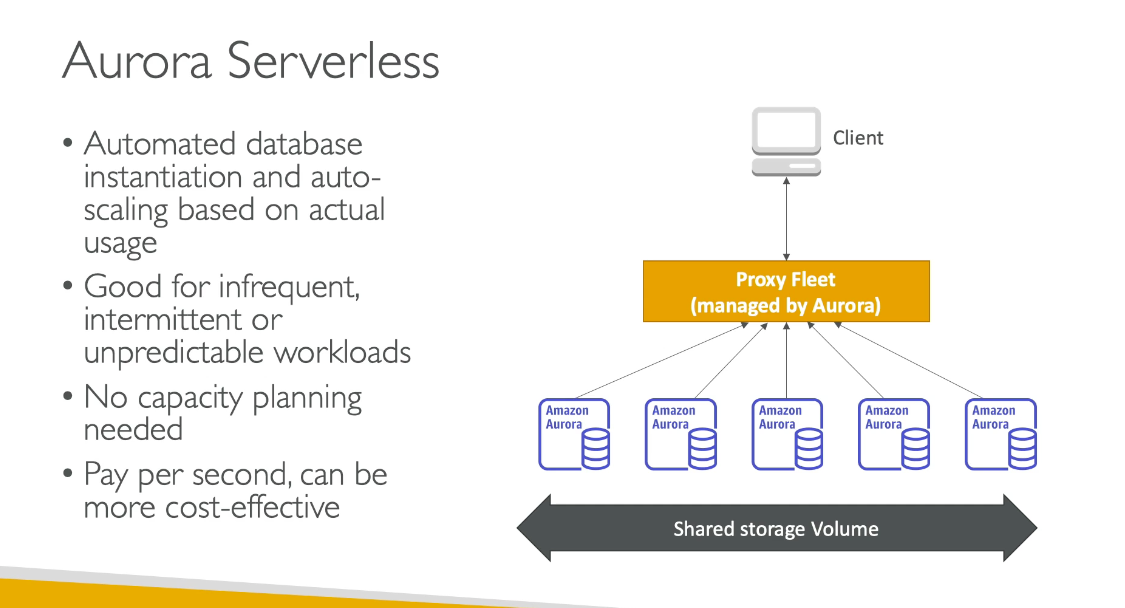 Aurora Serverless
• Automated database
instantiation and auto-
scaling based on actual
usage
• Good for infrequent,
intermittent or
unpredictable workloads
• No capacity planning
needed
• Pay per second, can be
more cost-effective
Client
Proxy Fleet
(managed by Aurora)
Amazon
Aurora
Amazon
Aurora
Amazon
Aurora
Amazon
Aurora
Amazon
Aurora
Shared storage Volume